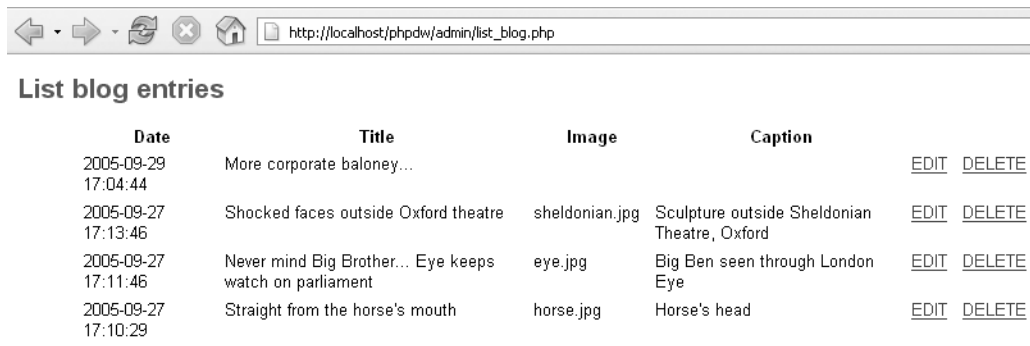 http://localhost/phpdw/admin/list_blog.php
List blog entries
Date Title Image Caption
2005-09-29 More corporate baloney... EDIT DELETE
17:04:44
2005-09-27 Shocked faces outside Oxford theatre sheldonian.jpg Sculpture outside Sheldonian EDIT DELETE
17:13:46 Theatre, Oxford
2005-09-27 Never mind Big Brother... Eye keeps eye.jpg Big Ben seen through London EDIT DELETE
17:11:46 watch on parliament Eye
2005-09-27 Straight from the horse's mouth horse.jpg Horse's head EDIT DELETE
17:10:29